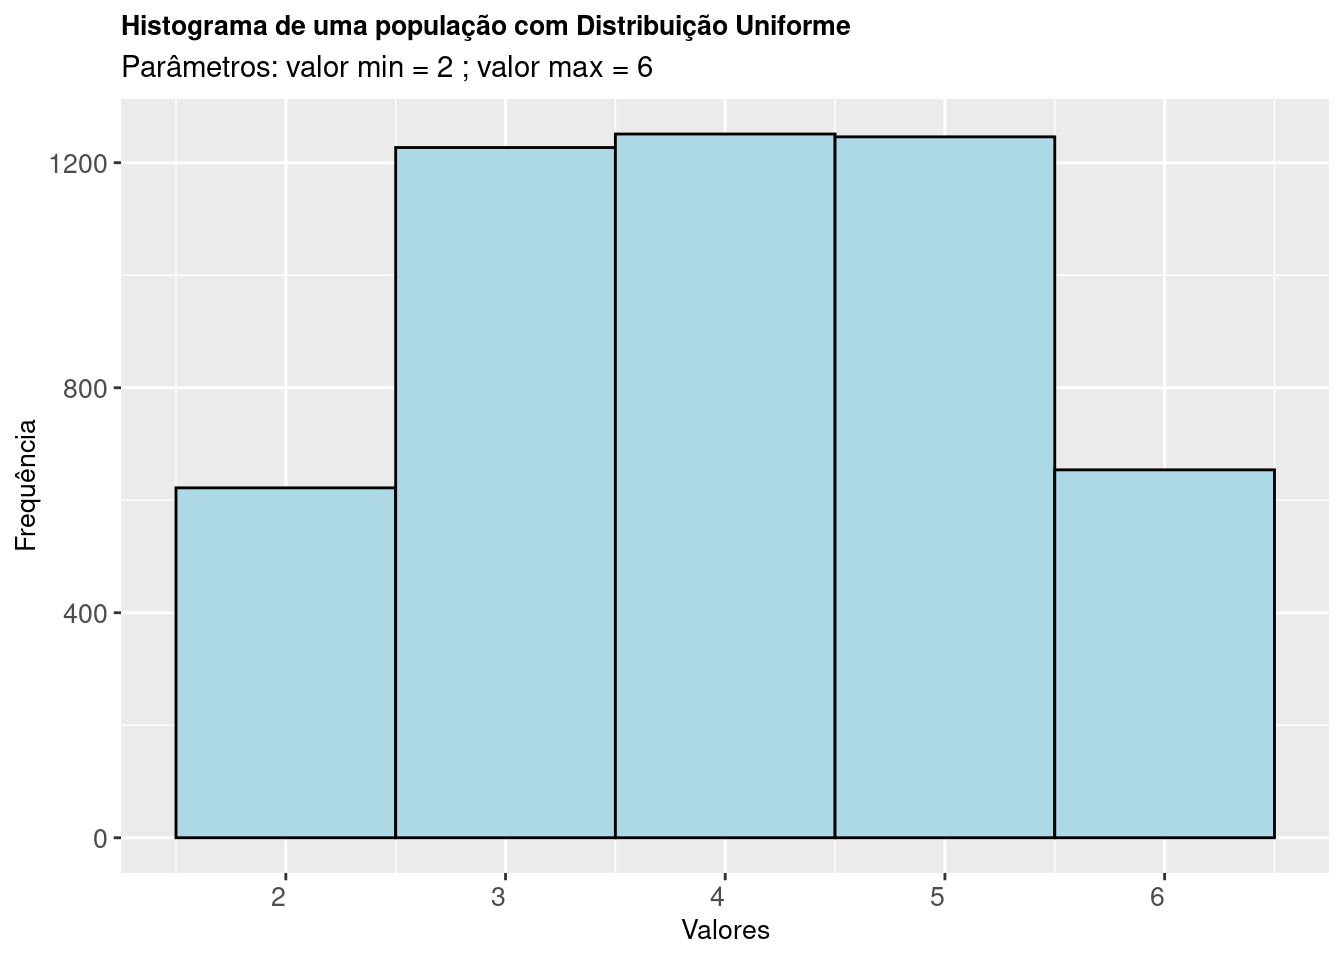 Histograma de uma população com Distribuição Uniforme
Parâmetros: valor min = 2 ; valor max = 6
1200
800
400
0
Frequência
2 3 4 5 6
Valores